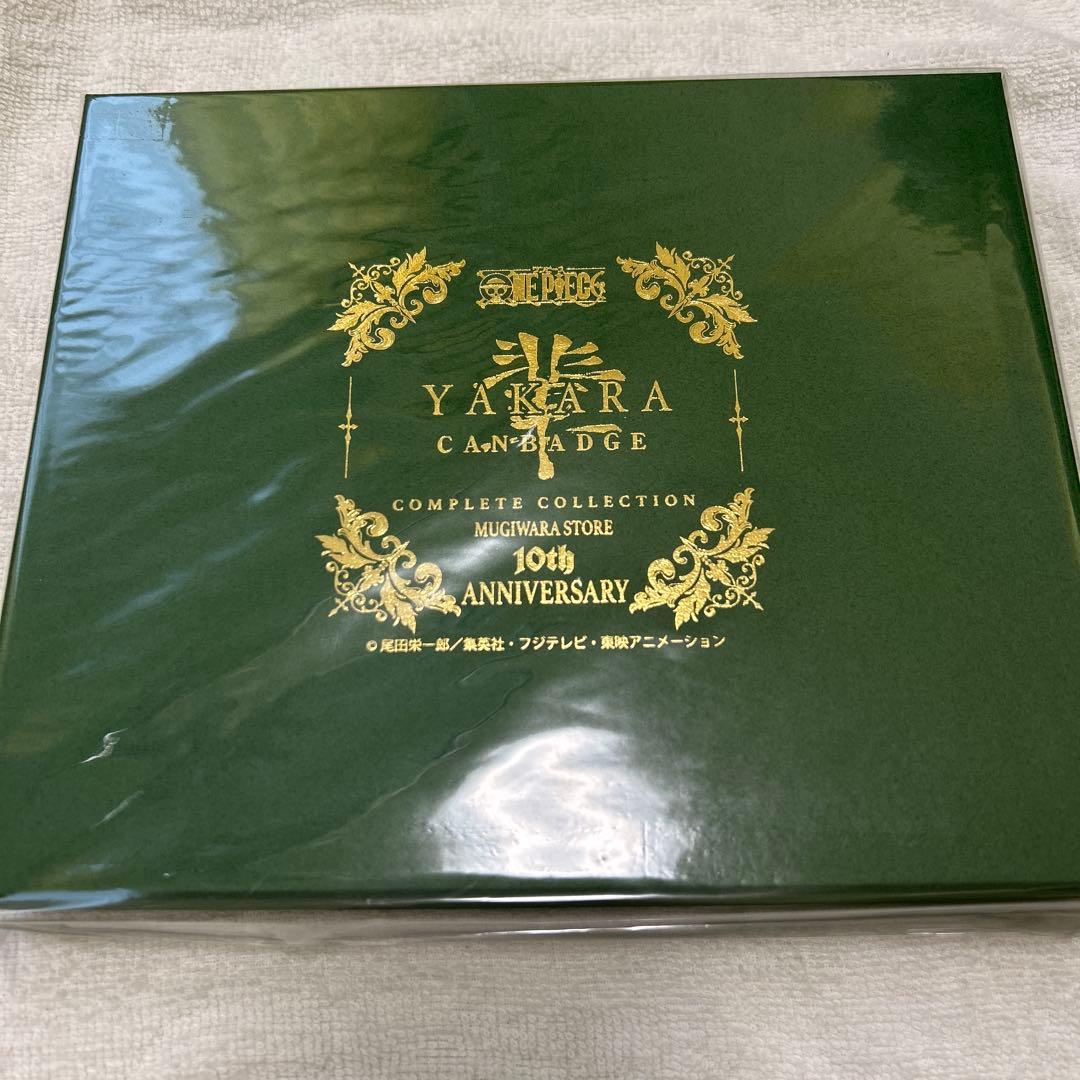 ONE PIECE
輩
YAKARA
CANBADGE
COMPLETE COLLECTION
MUGIWARA STORE
10th
ANNIVERSARY
©尾田栄一郎／集英社・フジテレビ・東映アニメーション